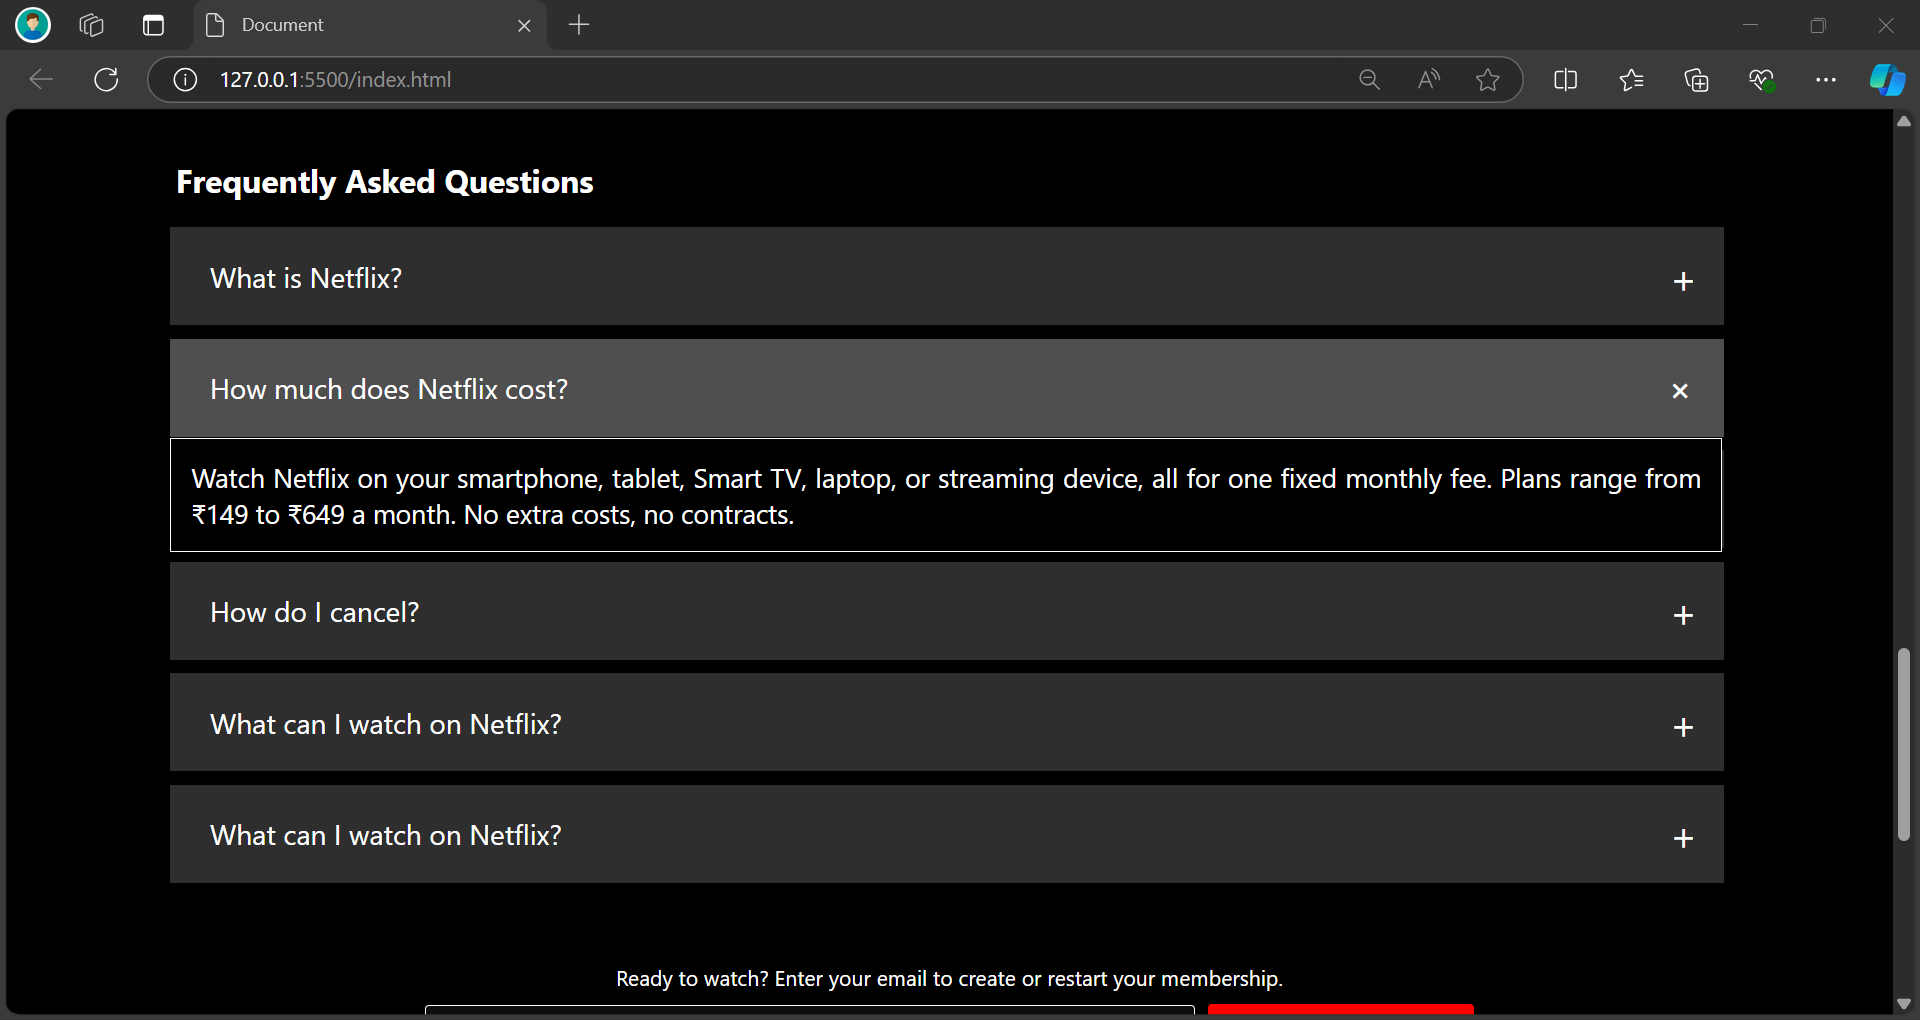 Document
127.0.0.1:5500/index.html
Frequently Asked Questions
What is Netflix?
+
How much does Netflix cost?
×
Watch Netflix on your smartphone, tablet, Smart TV, laptop, or streaming device, all for one fixed monthly fee. Plans range from
₹149 to ₹649 a month. No extra costs, no contracts.
How do I cancel?
+
What can I watch on Netflix?
+
What can I watch on Netflix?
+
Ready to watch? Enter your email to create or restart your membership.